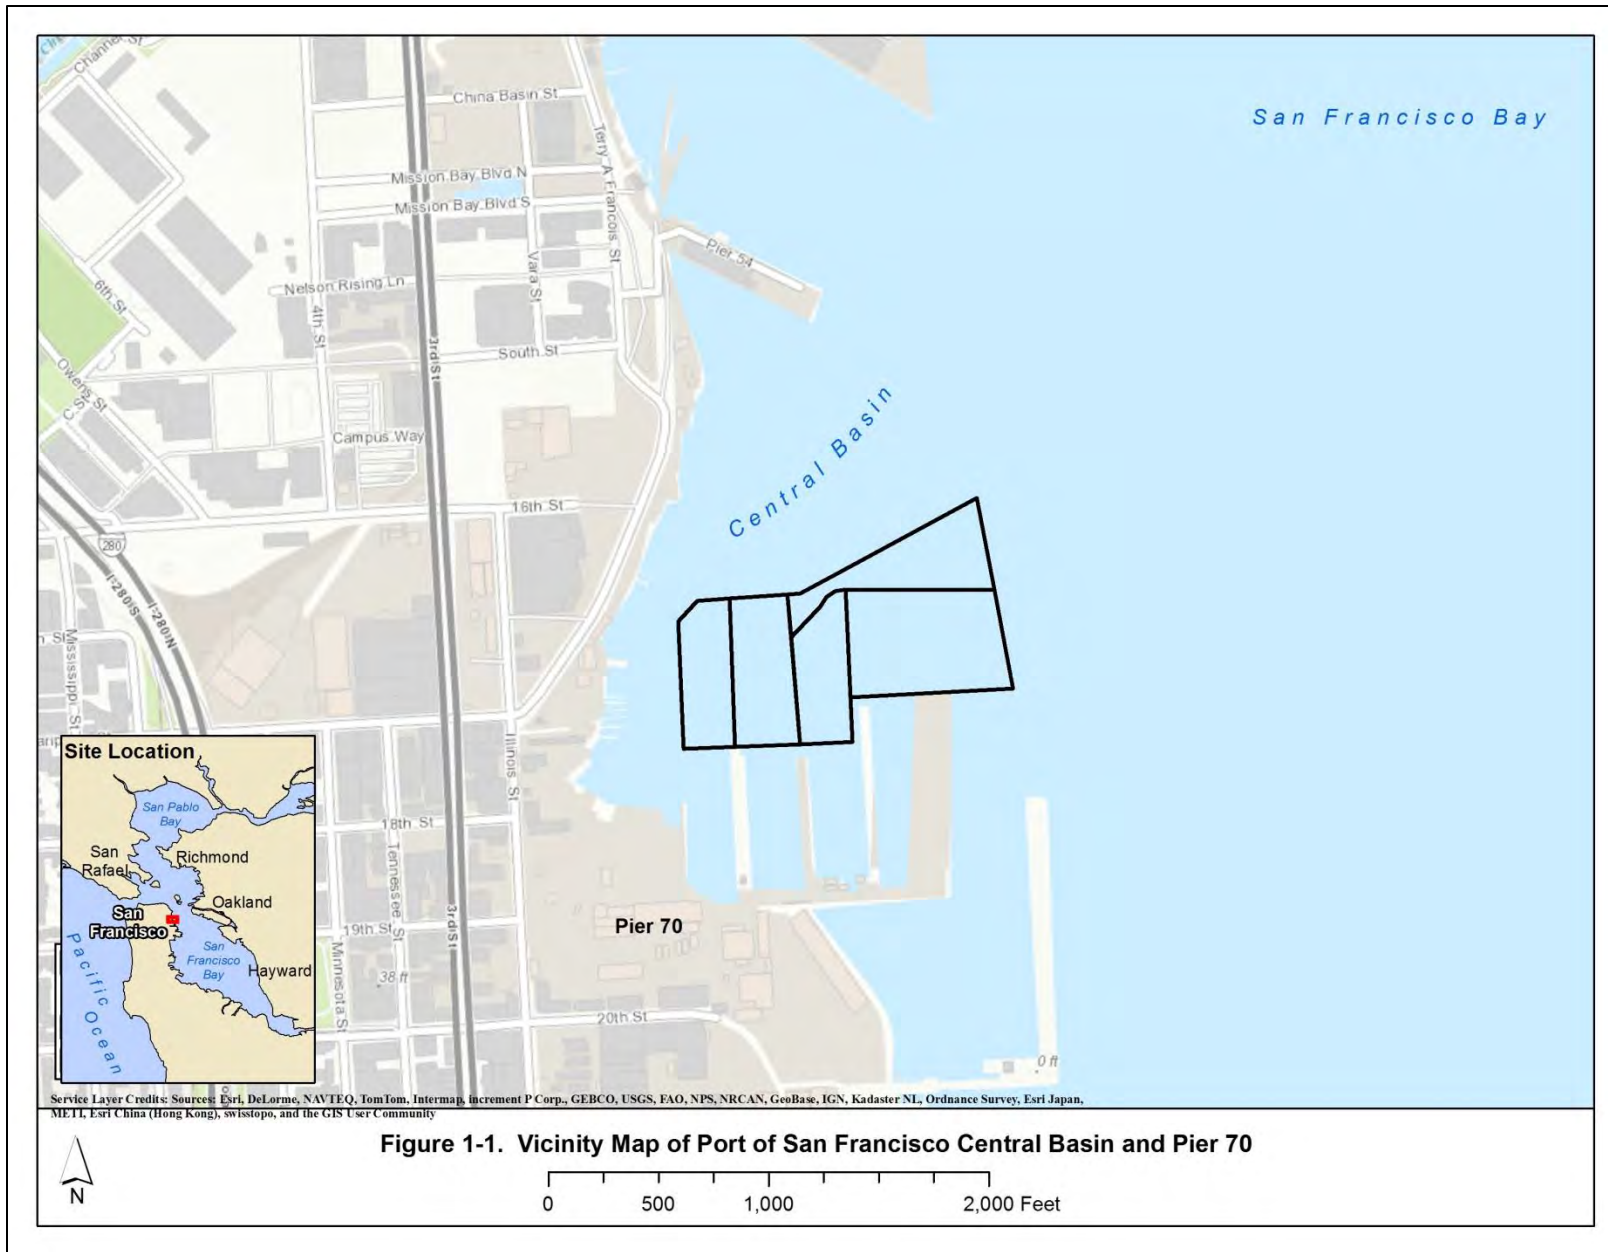 Channel St
China Basin St
San Francisco Bay
Terry A Francois St
Mission Bay Blvd N
Mission Bay Blvd S
Pier 54
Vara St
Nelson Rising Ln
6th St
4th St
3rd St
South St
Owens St
Central Basin
Campus Way
16th St
280
I-280 S
I-280 N
Mississippi St
Illinois St
18th St
Tennessee St
Pier 70
19th St
3rd St
38 ft
Minnesota St
20th St
0 ft
Site Location
San Pablo
Bay
San
Rafael
Richmond
Oakland
San
Francisco
San
Francisco
Bay
Hayward
Pacific Ocean
Service Layer Credits: Sources: Esri, DeLorme, NAVTEQ, TomTom, Intermap, increment P Corp., GEBCO, USGS, FAO, NPS, NRCAN, GeoBase, IGN, Kadaster NL, Ordnance Survey, Esri Japan,
METI, Esri China (Hong Kong), swisstopo, and the GIS User Community
Figure 1-1. Vicinity Map of Port of San Francisco Central Basin and Pier 70
N
0 500 1,000 2,000 Feet